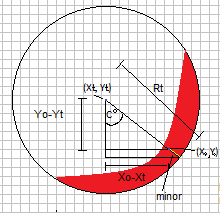 Rt
(Xt, Yt)
Yo-Yt
C°
(Xo, Yo)
Xo-Xt
minor